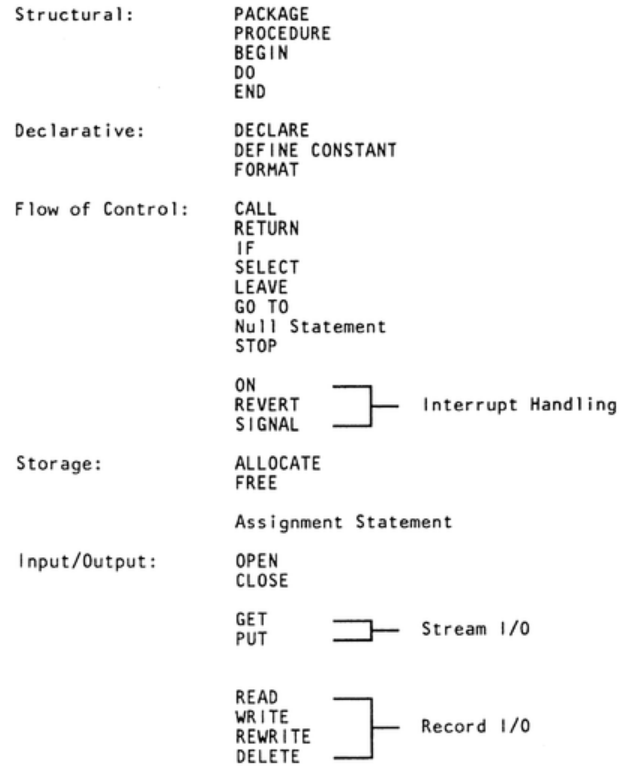 Structural: PACKAGE
PROCEDURE
BEGIN
DO
END
Declarative: DECLARE
DEFINE CONSTANT
FORMAT
Flow of Control: CALL
RETURN
IF
SELECT
LEAVE
GO TO
Null Statement
STOP
ON
REVERT Interrupt Handling
SIGNAL
Storage: ALLOCATE
FREE
Assignment Statement
Input/Output: OPEN
CLOSE
GET
PUT Stream I/O
READ
WRITE
REWRITE Record I/O
DELETE